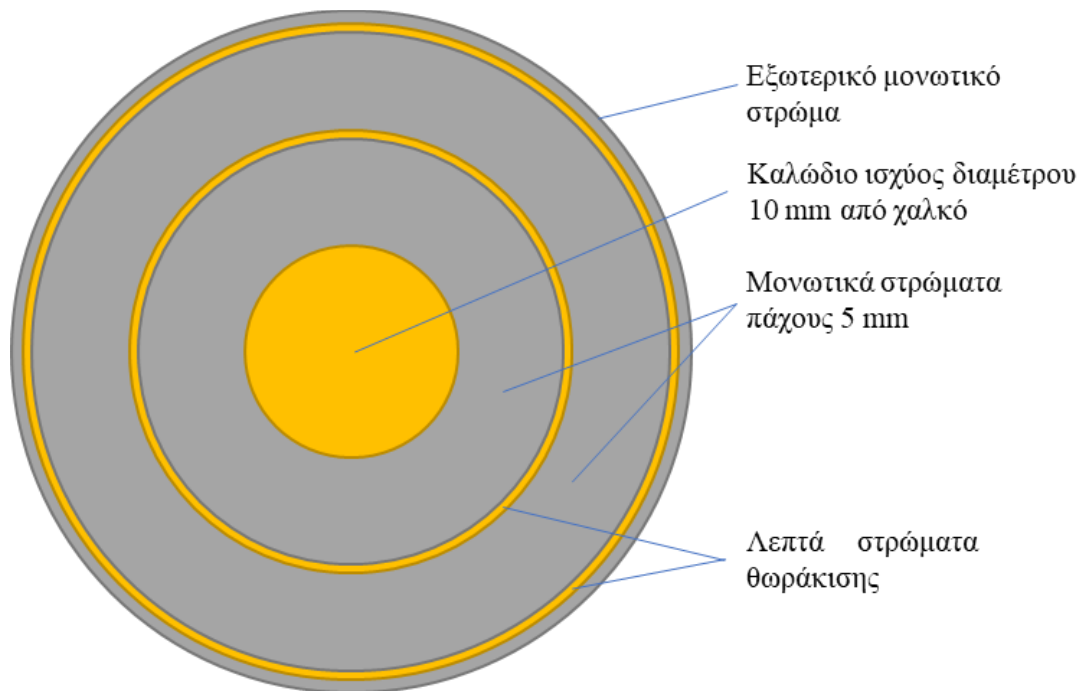 Εξωτερικό μονωτικό
στρώμα
Καλώδιο ισχύος διαμέτρου
10 mm από χαλκό
Μονωτικά στρώματα
πάχους 5 mm
Λεπτά στρώματα
θωράκισης